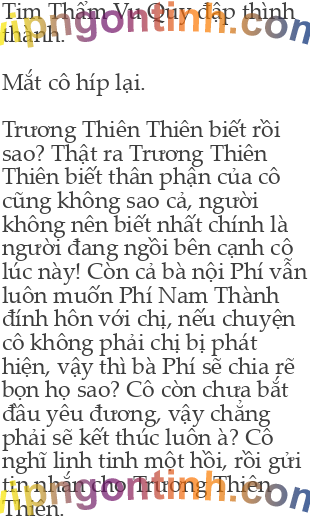 Tim Thẩm Vu Quy đập thình
thành.
Mắt cô híp lại.
Trương Thiên Thiên biết rồi
sao? Thật ra Trương Thiên
Thiên biết thân phận của cô
cũng không sao cả, người
không nên biết nhất chính là
người đang ngồi bên cạnh cô
lúc này! Còn cả bà nội Phí vẫn
luôn muốn Phí Nam Thành
đính hôn với chị, nếu chuyện
cô không phải chị bị phát
hiện, vậy thì bà Phí sẽ chia rẽ
bọn họ sao? Cô còn chưa bắt
đầu yêu đương, vậy chẳng
phải sẽ kết thúc luôn à? Cô
nghĩ linh tinh một hồi, rồi gửi
tin nhắn cho Trương Thiên
Thiên.
vipngontinh.com
vipngontinh.com